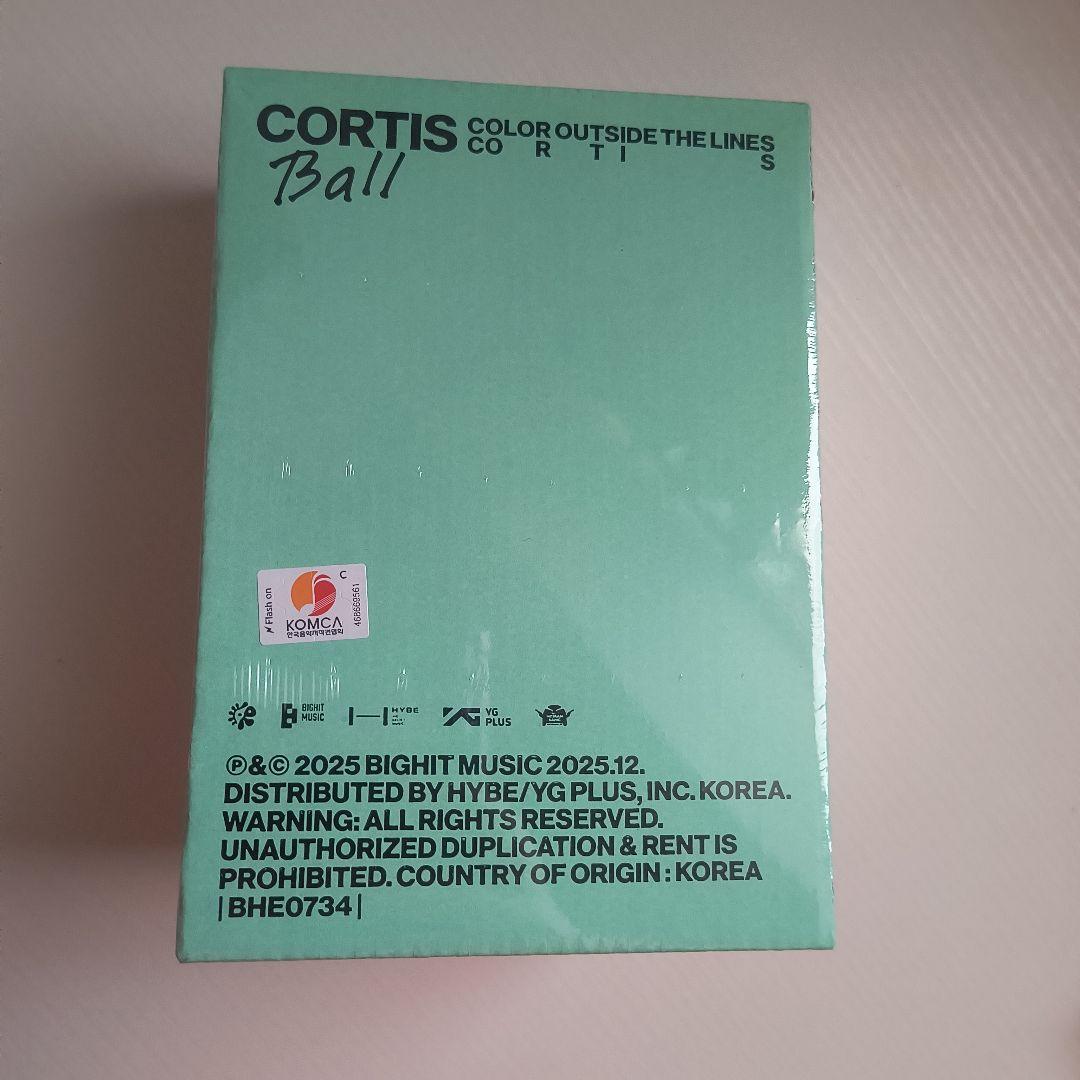 CORTIS
COLOR OUTSIDE THE LINES
CO R T I S
Ball
Flash on
C
KOMCA
한국음악저작권협회
468669561
BIGHIT
MUSIC
HYBE
YG
PLUS
Ⓟ&© 2025 BIGHIT MUSIC 2025.12.
DISTRIBUTED BY HYBE/YG PLUS, INC. KOREA.
WARNING: ALL RIGHTS RESERVED.
UNAUTHORIZED DUPLICATION & RENT IS
PROHIBITED. COUNTRY OF ORIGIN : KOREA
|BHE0734|